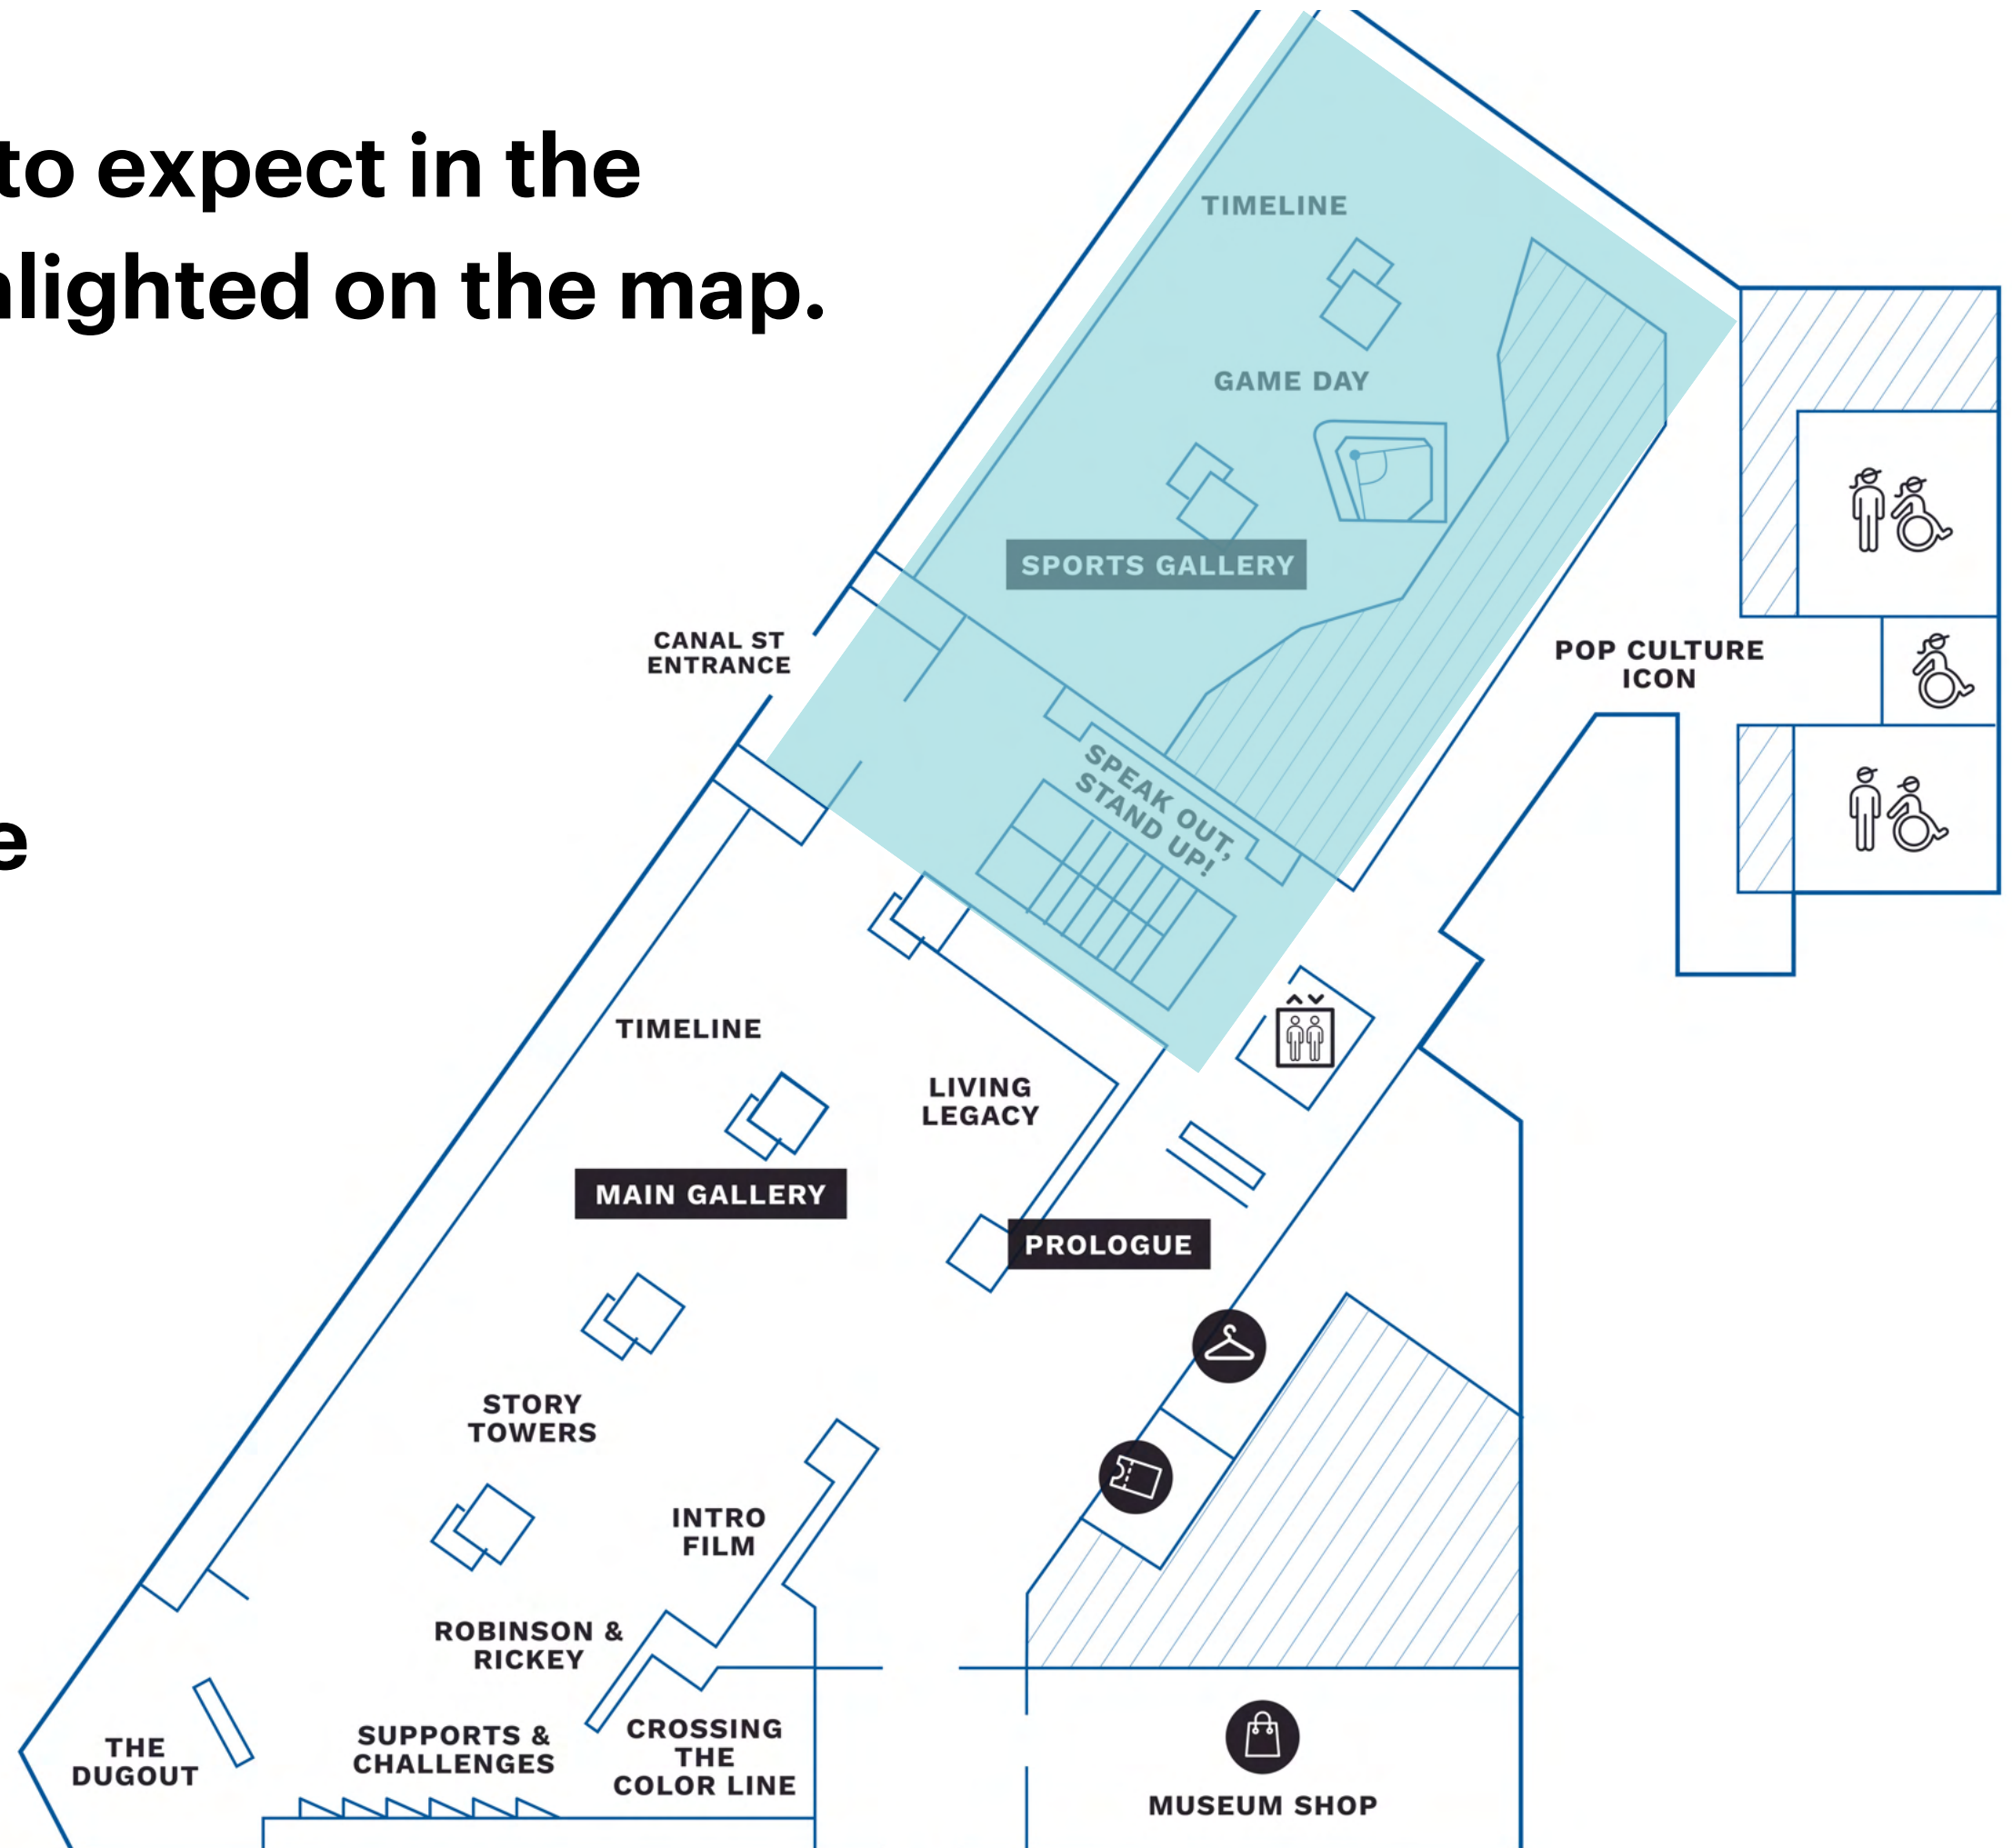 to expect in the
lighted on the map.
e
TIMELINE
GAME DAY
SPORTS GALLERY
CANAL ST
ENTRANCE
POP CULTURE
ICON
SPEAK OUT,
STAND UP!
TIMELINE
LIVING
LEGACY
MAIN GALLERY
PROLOGUE
STORY
TOWERS
INTRO
FILM
ROBINSON &
RICKEY
THE
DUGOUT
SUPPORTS &
CHALLENGES
CROSSING
THE
COLOR LINE
MUSEUM SHOP